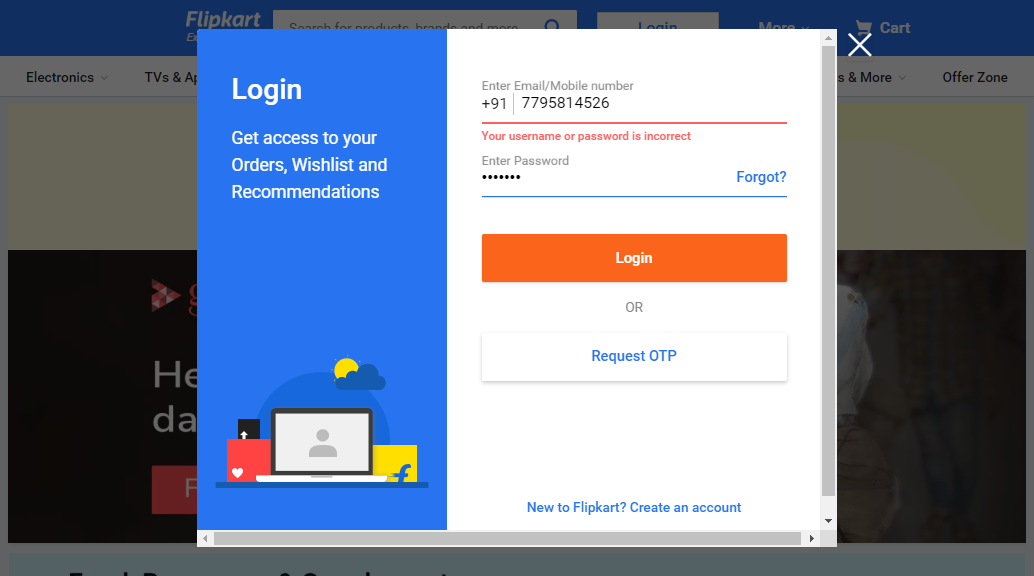 Flipkart
Search for products, brands and more
Login
More
Cart
Electronics
TVs &
& More
Offer Zone
Login
Get access to your
Orders, Wishlist and
Recommendations
Enter Email/Mobile number
+91 7795814526
Your username or password is incorrect
Enter Password
•••••••
Forgot?
Login
OR
Request OTP
New to Flipkart? Create an account
He
da
F